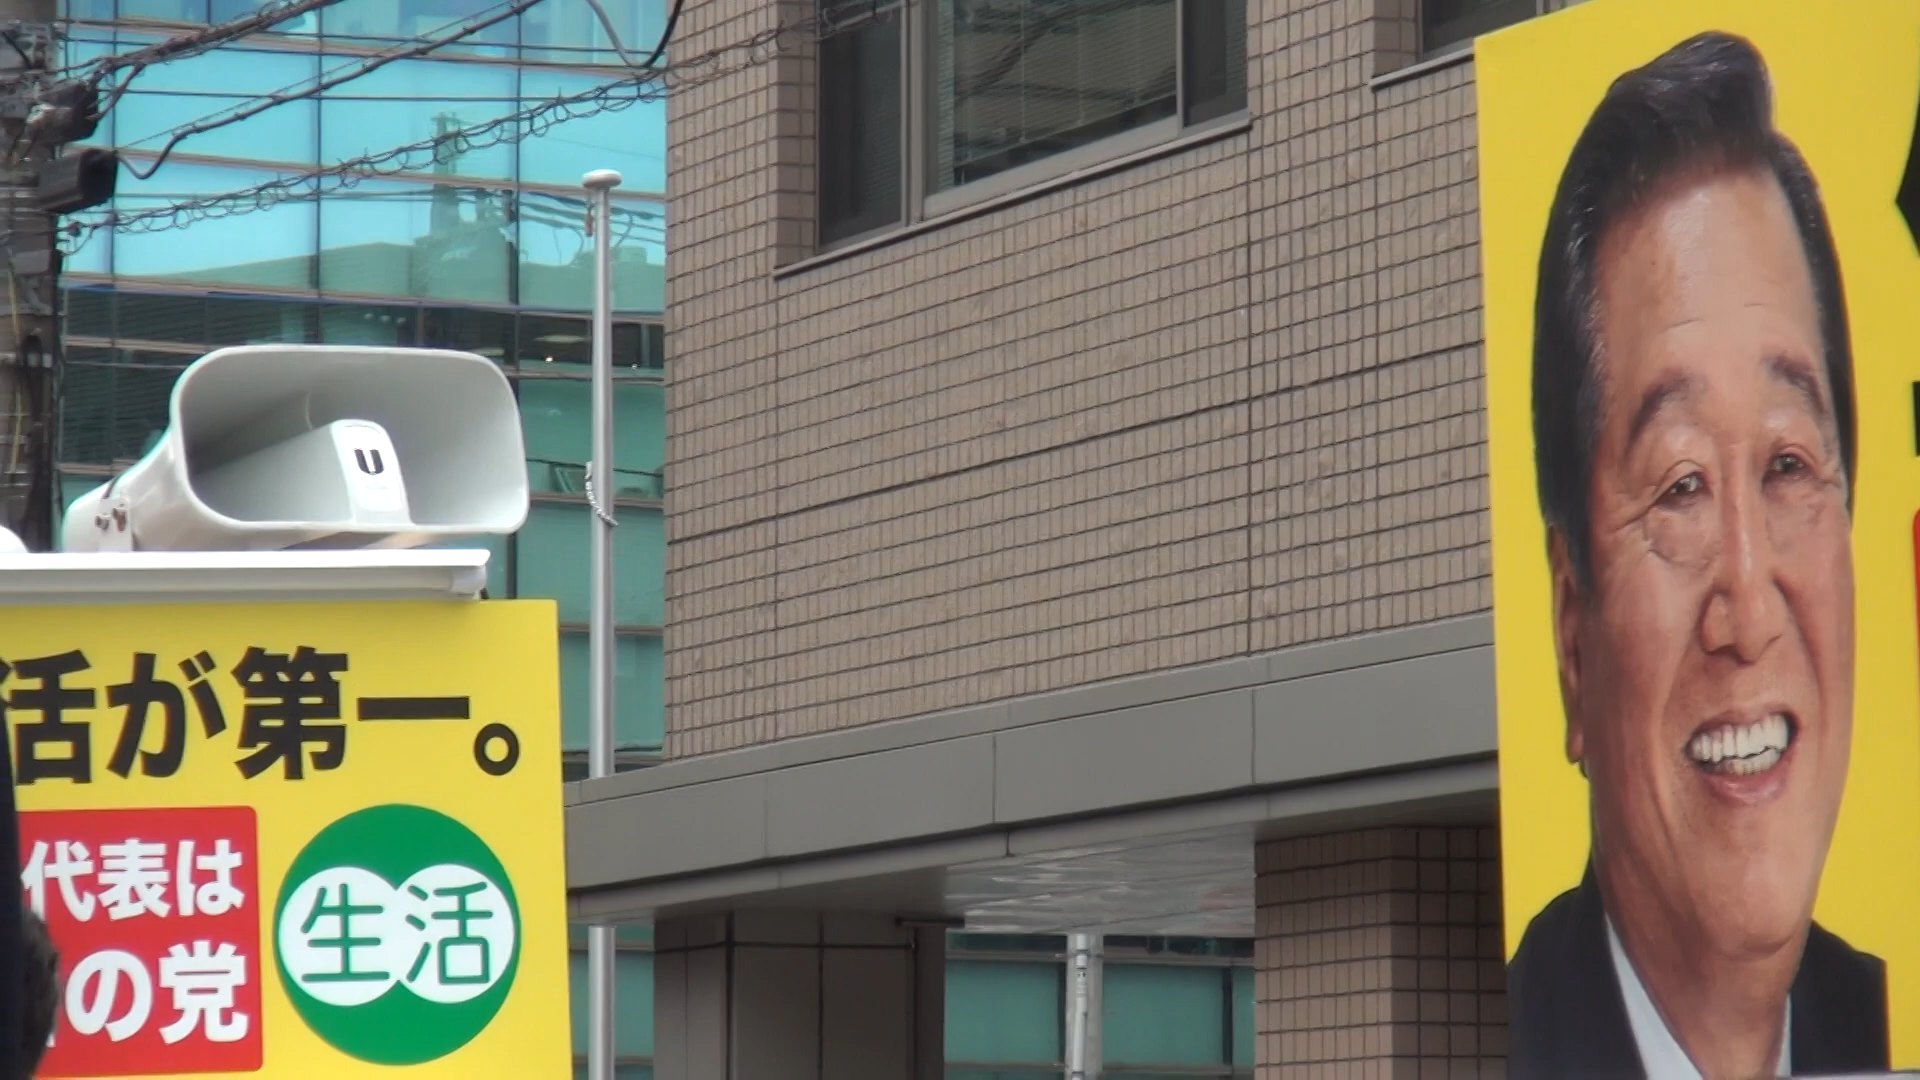 活が第一。
代表は
の党
生活
U